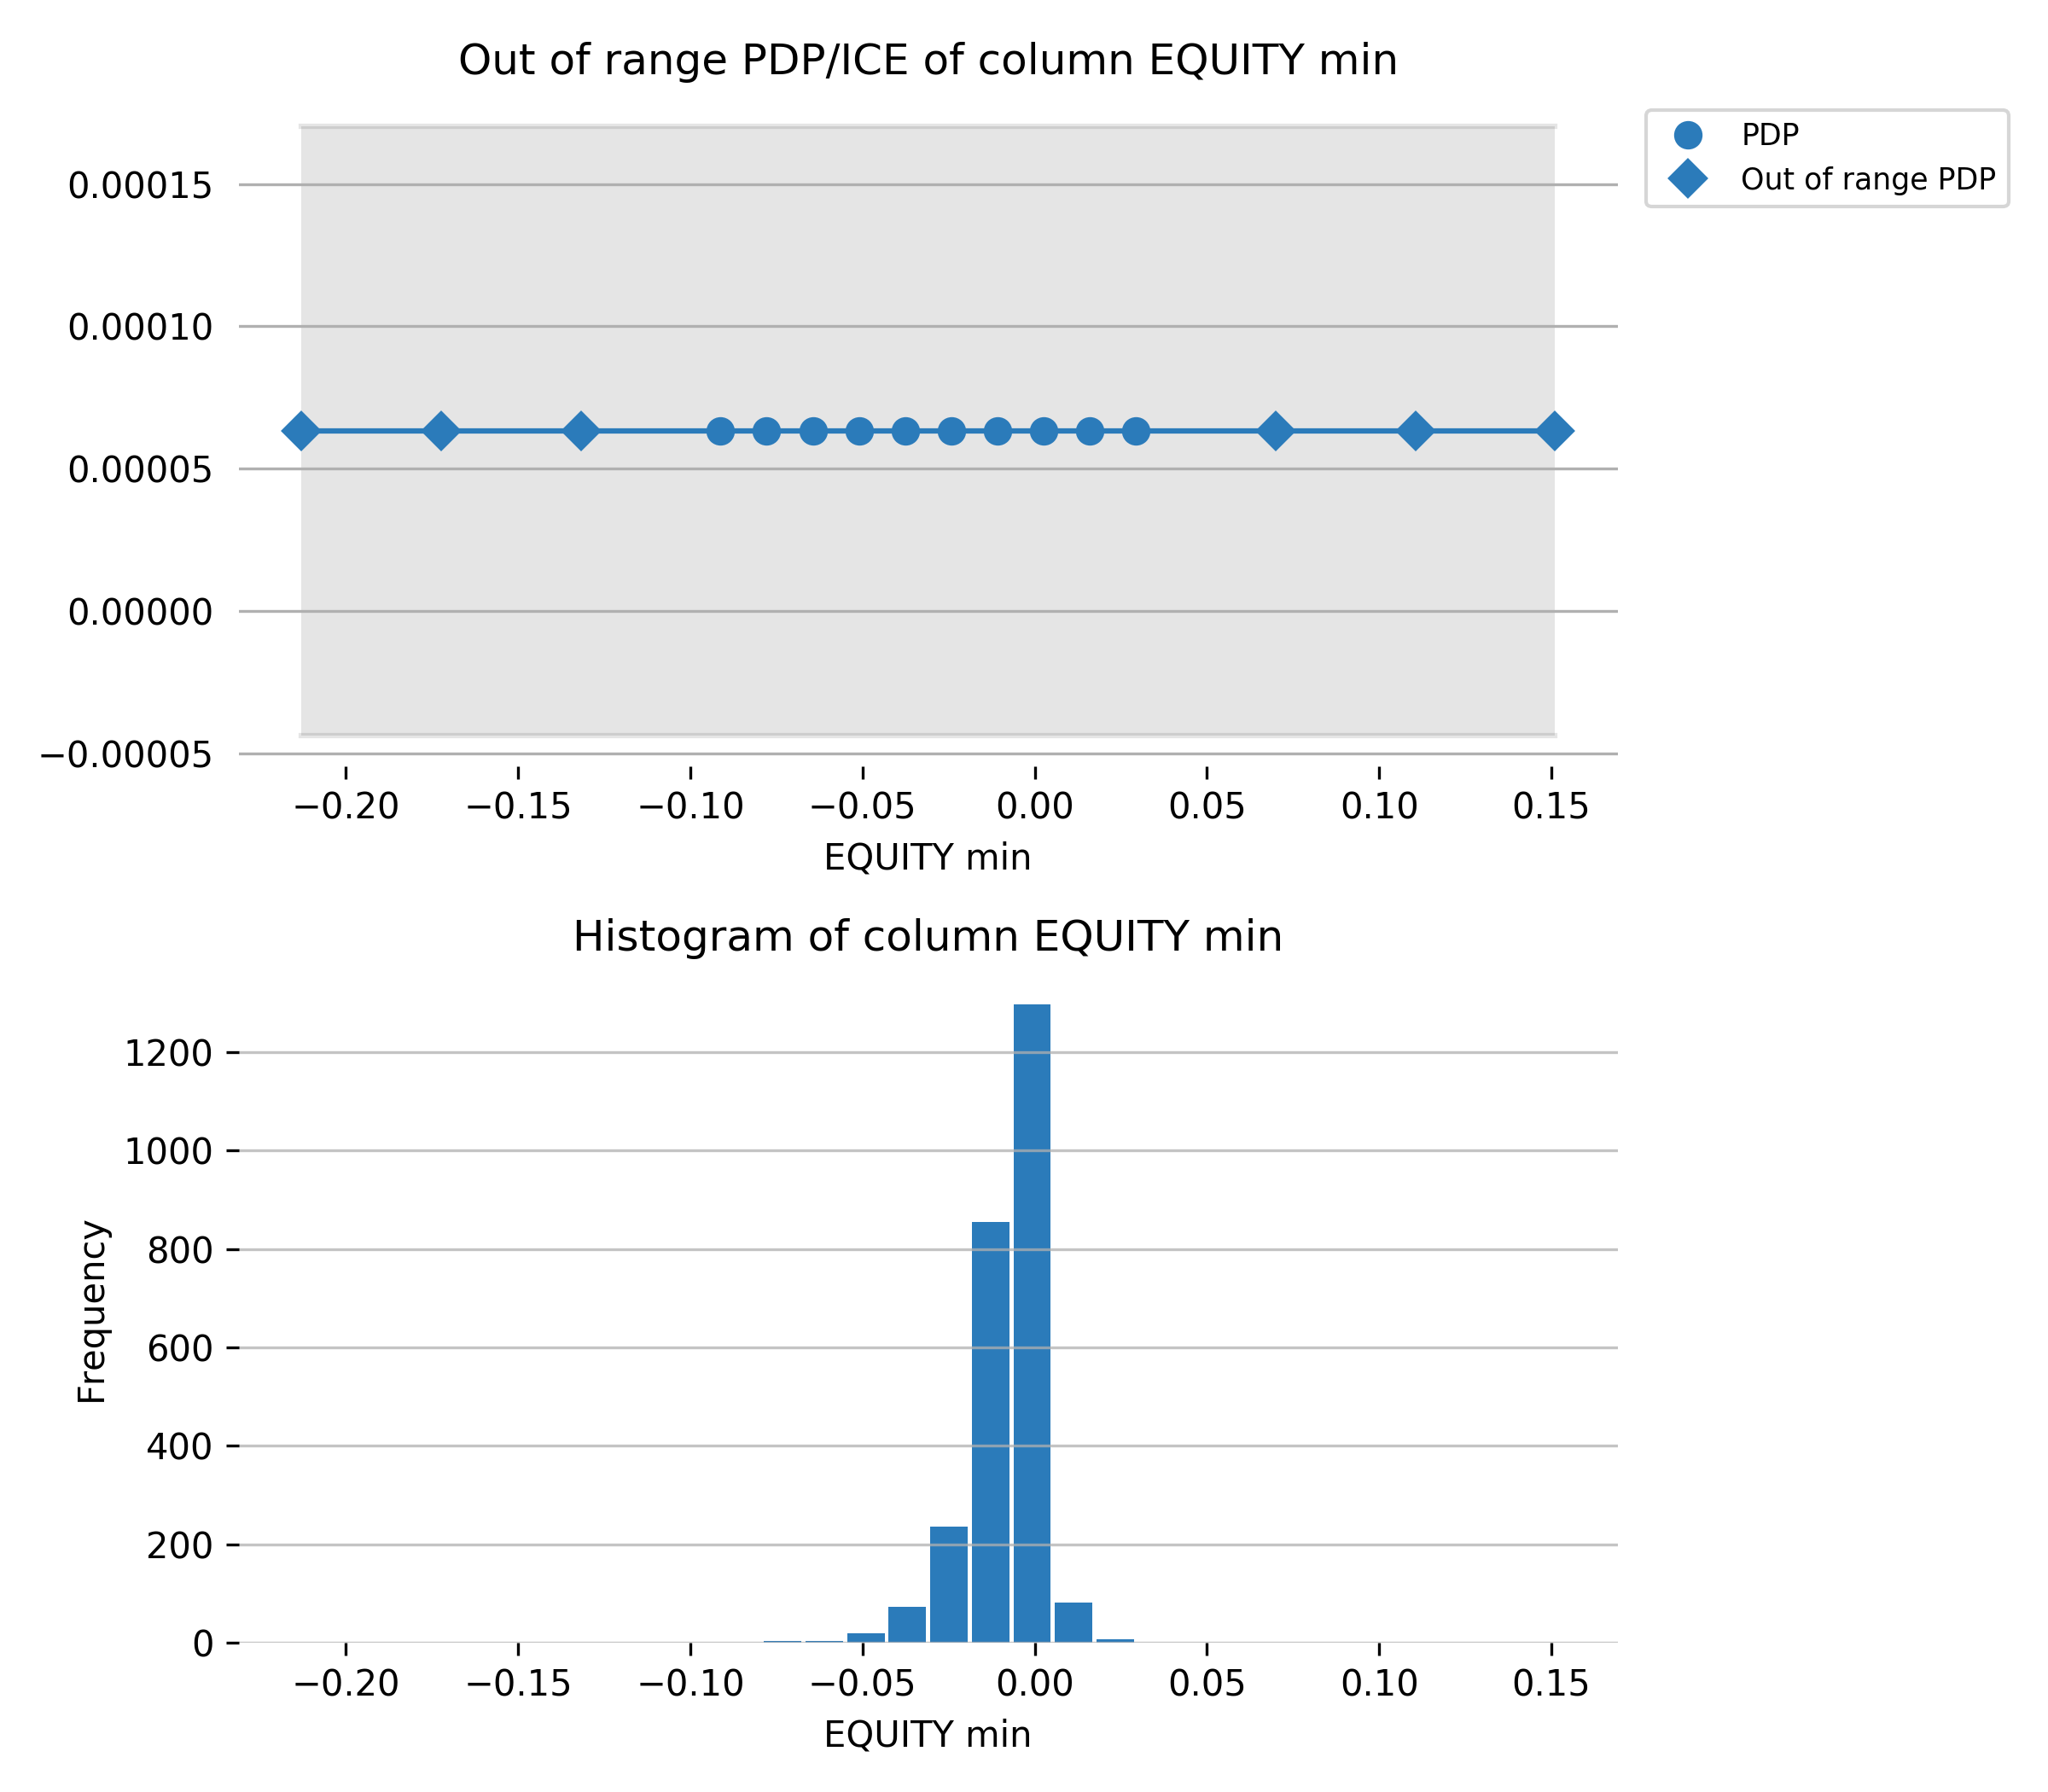 Out of range PDP/ICE of column EQUITY min
PDP
Out of range PDP
0.00015
0.00010
0.00005
0.00000
−0.00005
−0.20 −0.15 −0.10 −0.05 0.00 0.05 0.10 0.15
EQUITY min
Histogram of column EQUITY min
Frequency
1200
1000
800
600
400
200
0
−0.20 −0.15 −0.10 −0.05 0.00 0.05 0.10 0.15
EQUITY min